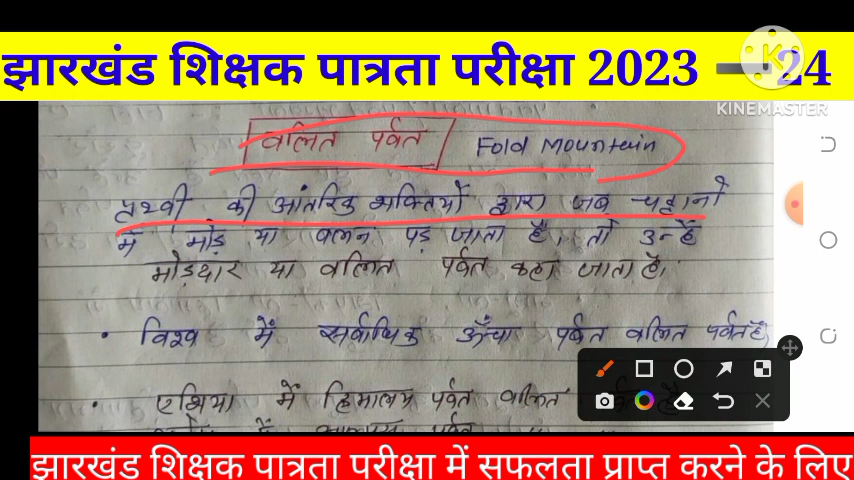 झारखंड शिक्षक पात्रता परीक्षा 2023 — 24
KINEMASTER
वलित पर्वत Fold Mountain
पृथ्वी की आंतरिक शक्तियों द्वारा जब चट्टानों
में मोड़ या वलन पड़ जाता है, तो उन्हें
मोड़दार या वलित पर्वत कहा जाता है।
• विश्व में सर्वाधिक ऊँचा पर्वत वलित पर्वत है,
• एशिया में हिमालय पर्वत वलित
झारखंड शिक्षक पात्रता परीक्षा में सफलता प्राप्त करने के लिए